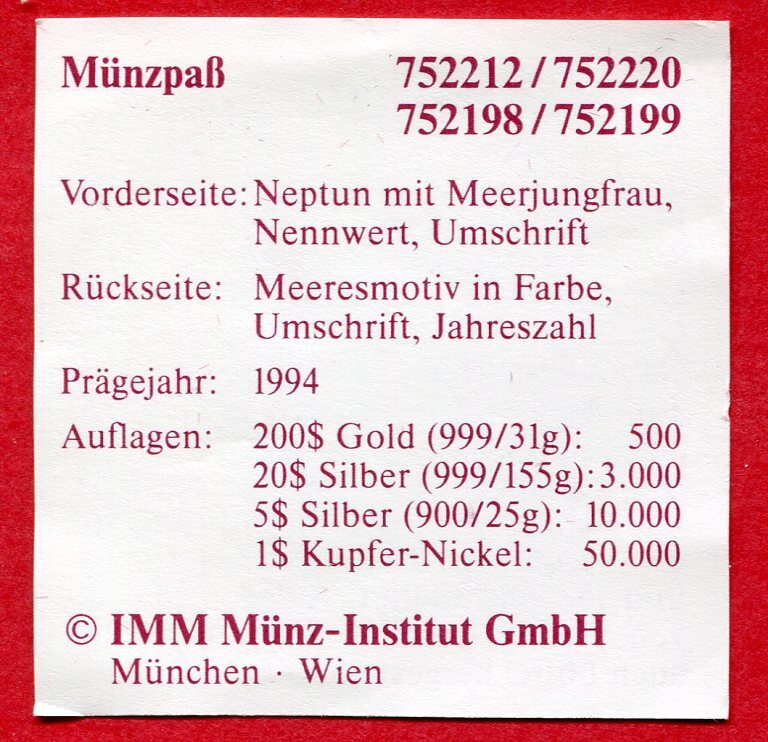 Münzpaß 752212 / 752220
752198 / 752199
Vorderseite: Neptun mit Meerjungfrau,
Nennwert, Umschrift
Rückseite: Meeresmotiv in Farbe,
Umschrift, Jahreszahl
Prägejahr: 1994
Auflagen: 200$ Gold (999/31g): 500
20$ Silber (999/155g): 3.000
5$ Silber (900/25g): 10.000
1$ Kupfer-Nickel: 50.000
© IMM Münz-Institut GmbH
München · Wien